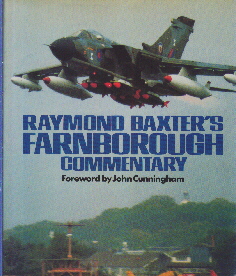 RAYMOND BAXTER'S
FARNBOROUGH
COMMENTARY
Foreword by John Cunningham